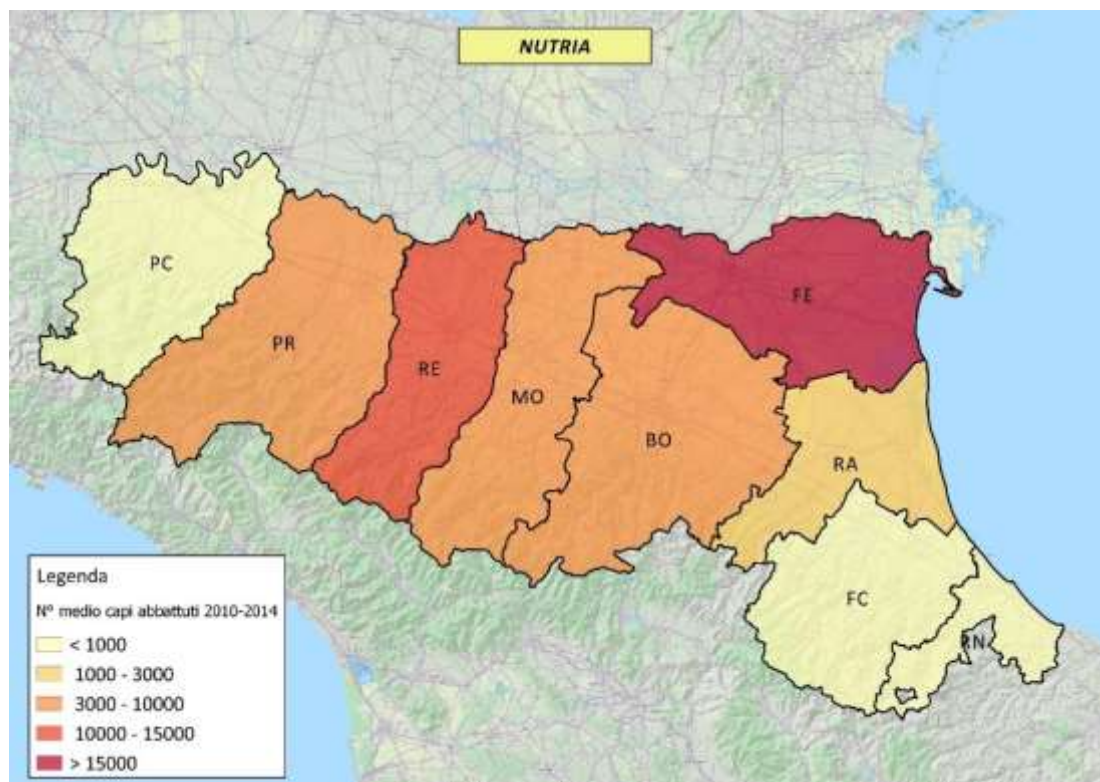 NUTRIA
PC
FE
PR
RE
MO
BO
RA
FC
RN
Legenda
N° medio capi abbattuti 2010-2014
< 1000
1000 - 3000
3000 - 10000
10000 - 15000
> 15000